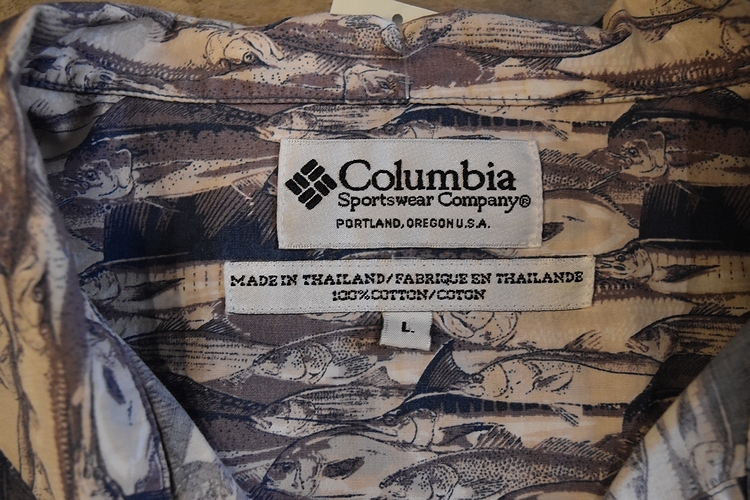 Columbia
Sportswear Company®
PORTLAND, OREGON U.S.A.
MADE IN THAILAND/FABRIQUE EN THAILANDE
100% COTTON/COTON
L.